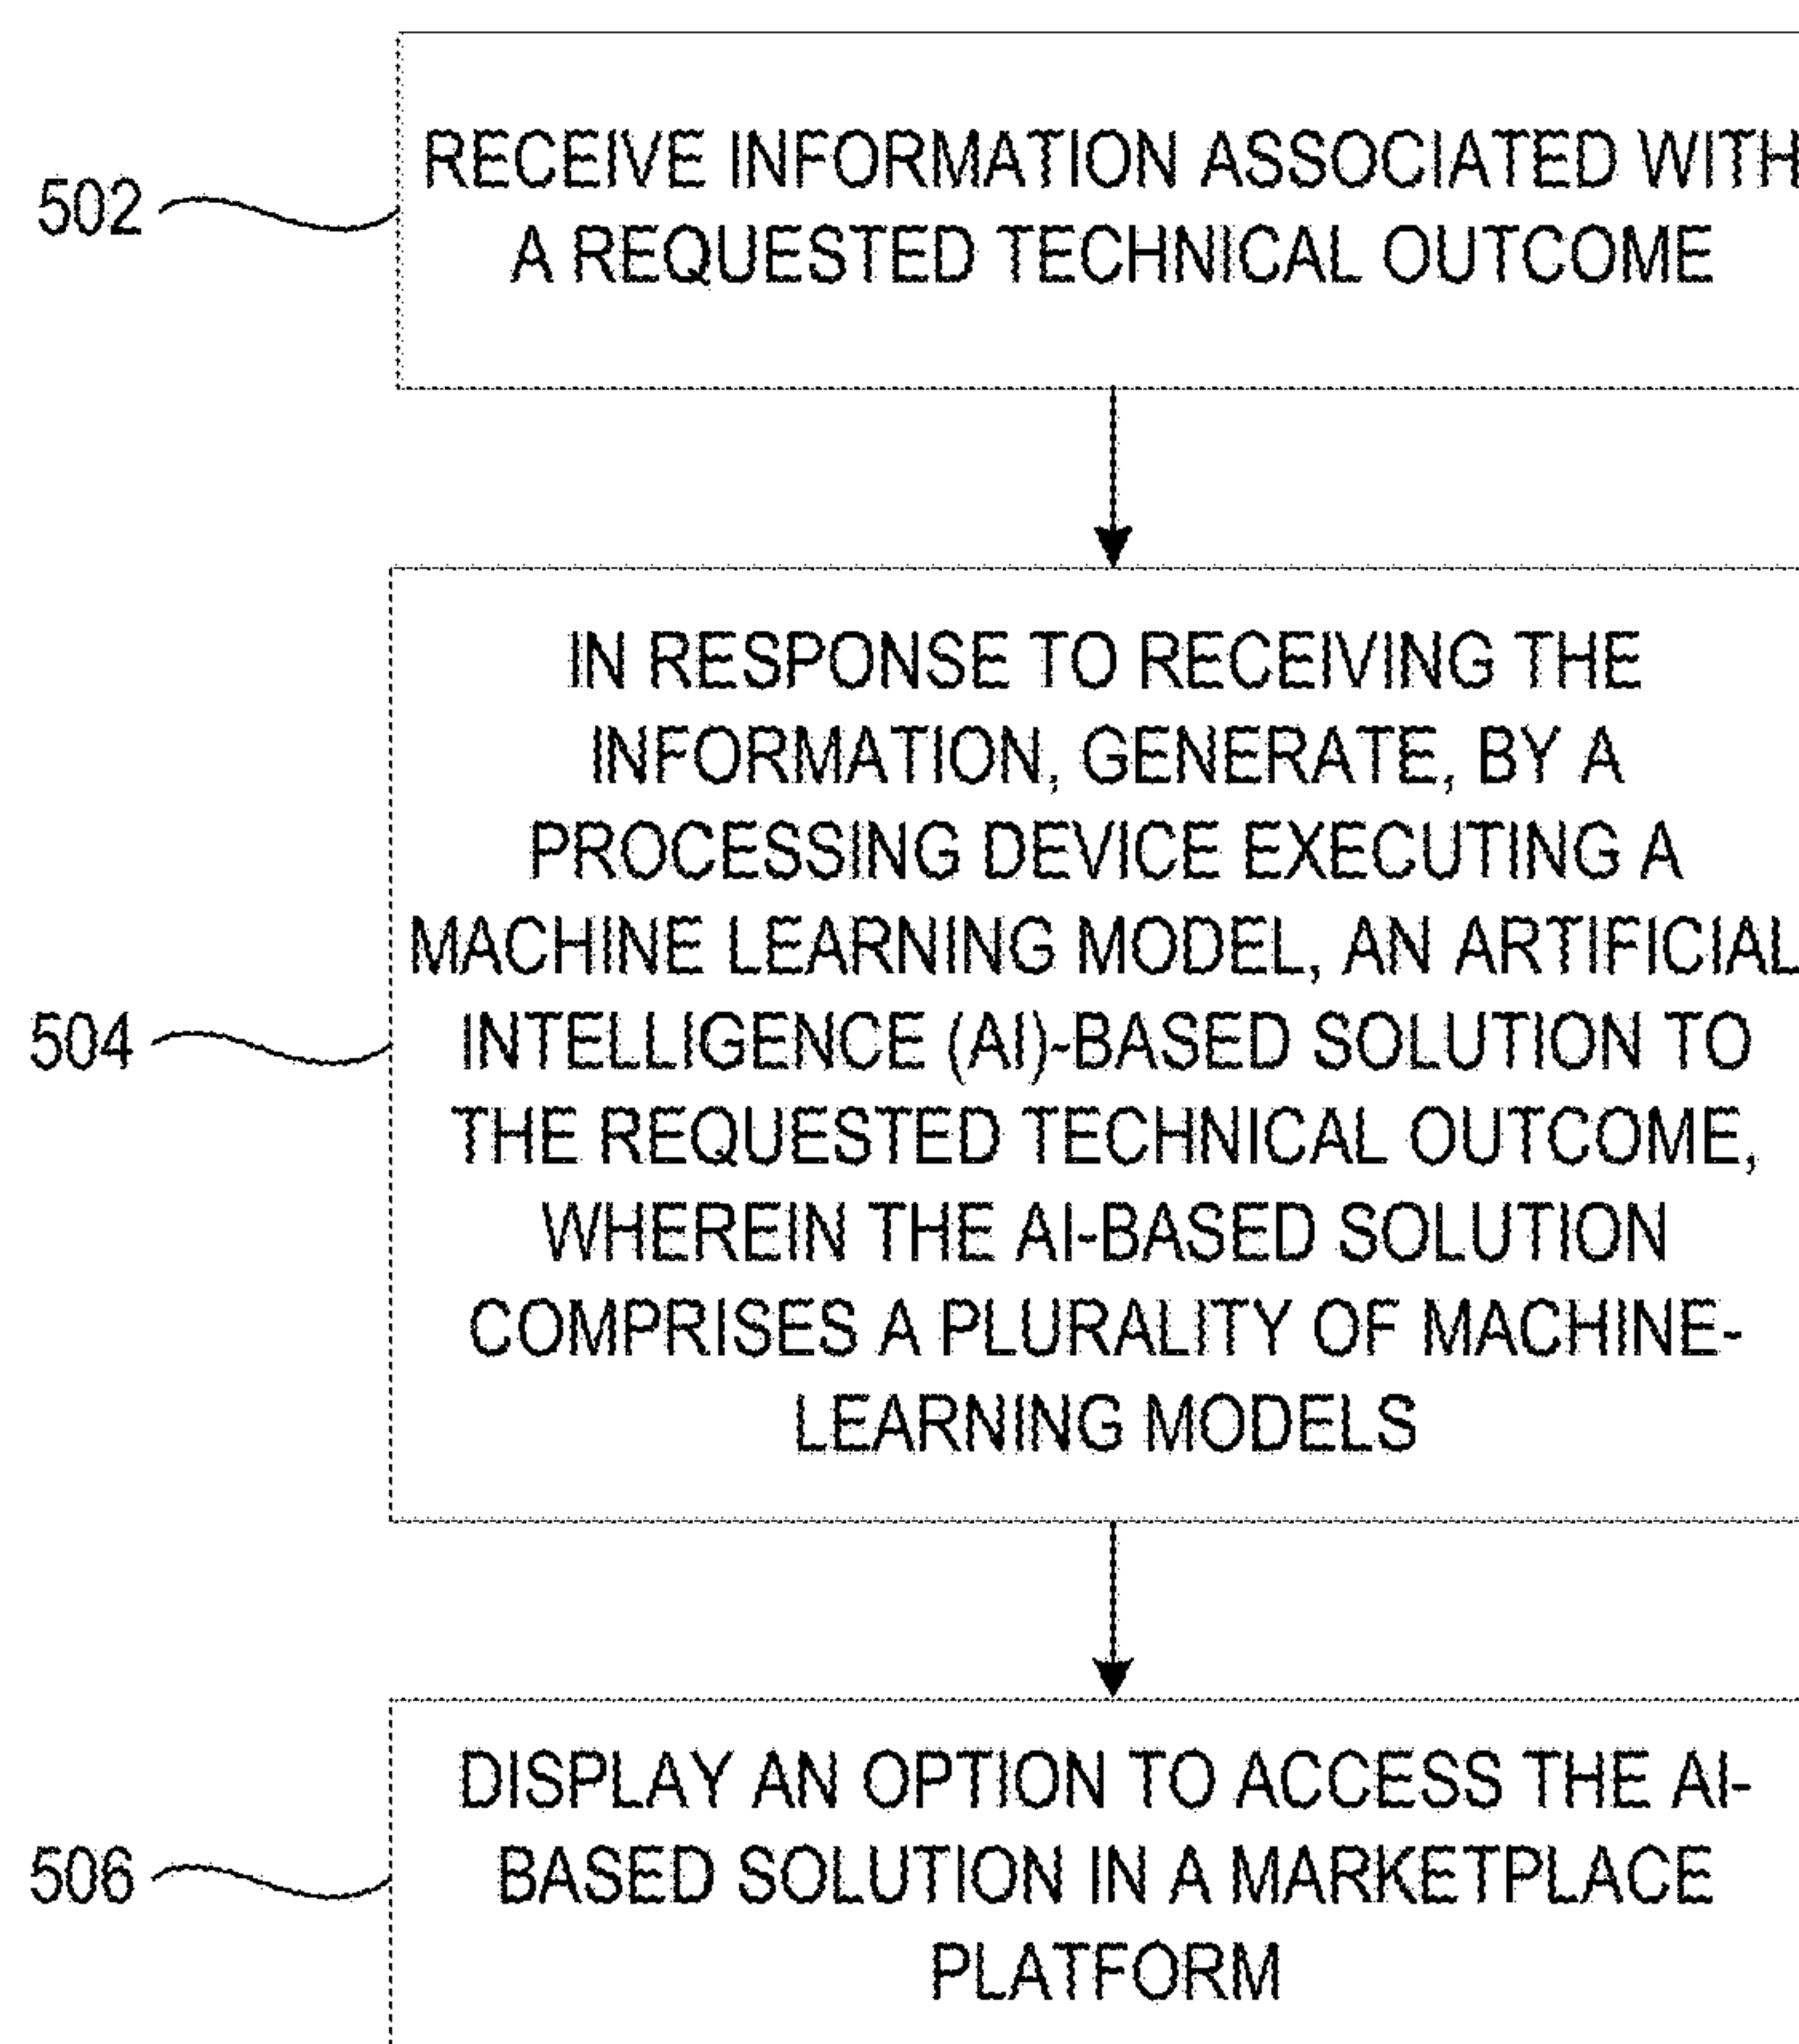 502
RECEIVE INFORMATION ASSOCIATED WITH
A REQUESTED TECHNICAL OUTCOME
504
IN RESPONSE TO RECEIVING THE
INFORMATION, GENERATE, BY A
PROCESSING DEVICE EXECUTING A
MACHINE LEARNING MODEL, AN ARTIFICIAL
INTELLIGENCE (AI)-BASED SOLUTION TO
THE REQUESTED TECHNICAL OUTCOME,
WHEREIN THE AI-BASED SOLUTION
COMPRISES A PLURALITY OF MACHINE-
LEARNING MODELS
506
DISPLAY AN OPTION TO ACCESS THE AI-
BASED SOLUTION IN A MARKETPLACE
PLATFORM